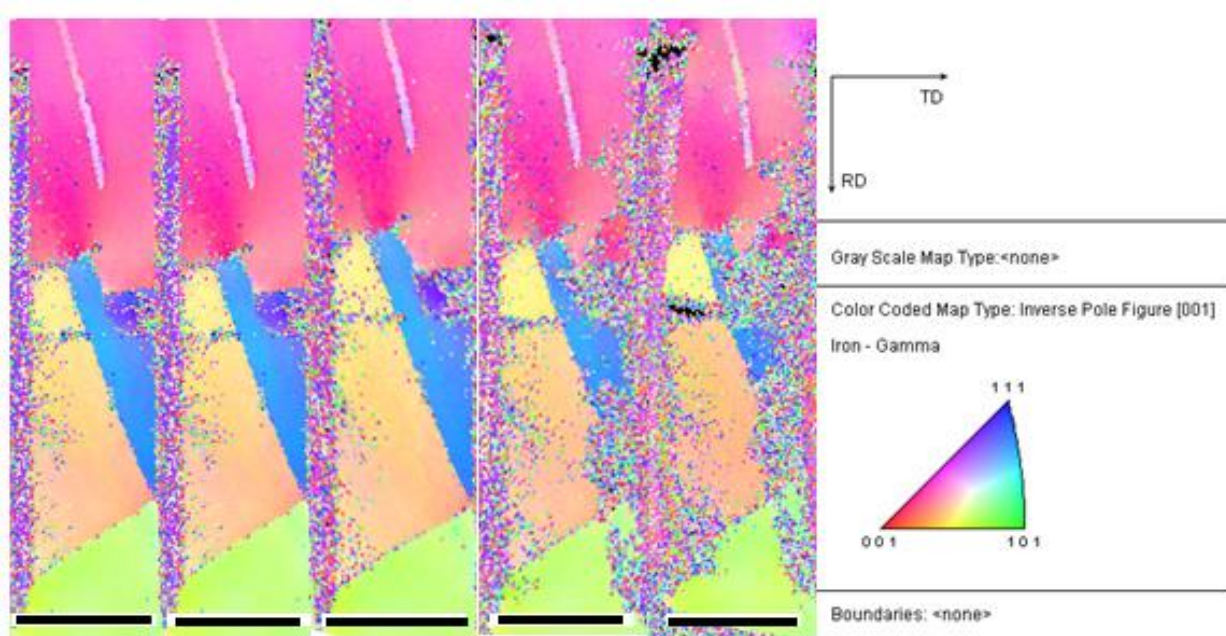 TD
RD
Gray Scale Map Type:<none>
Color Coded Map Type: Inverse Pole Figure [001]
Iron - Gamma
1 1 1
0 0 1
1 0 1
Boundaries: <none>